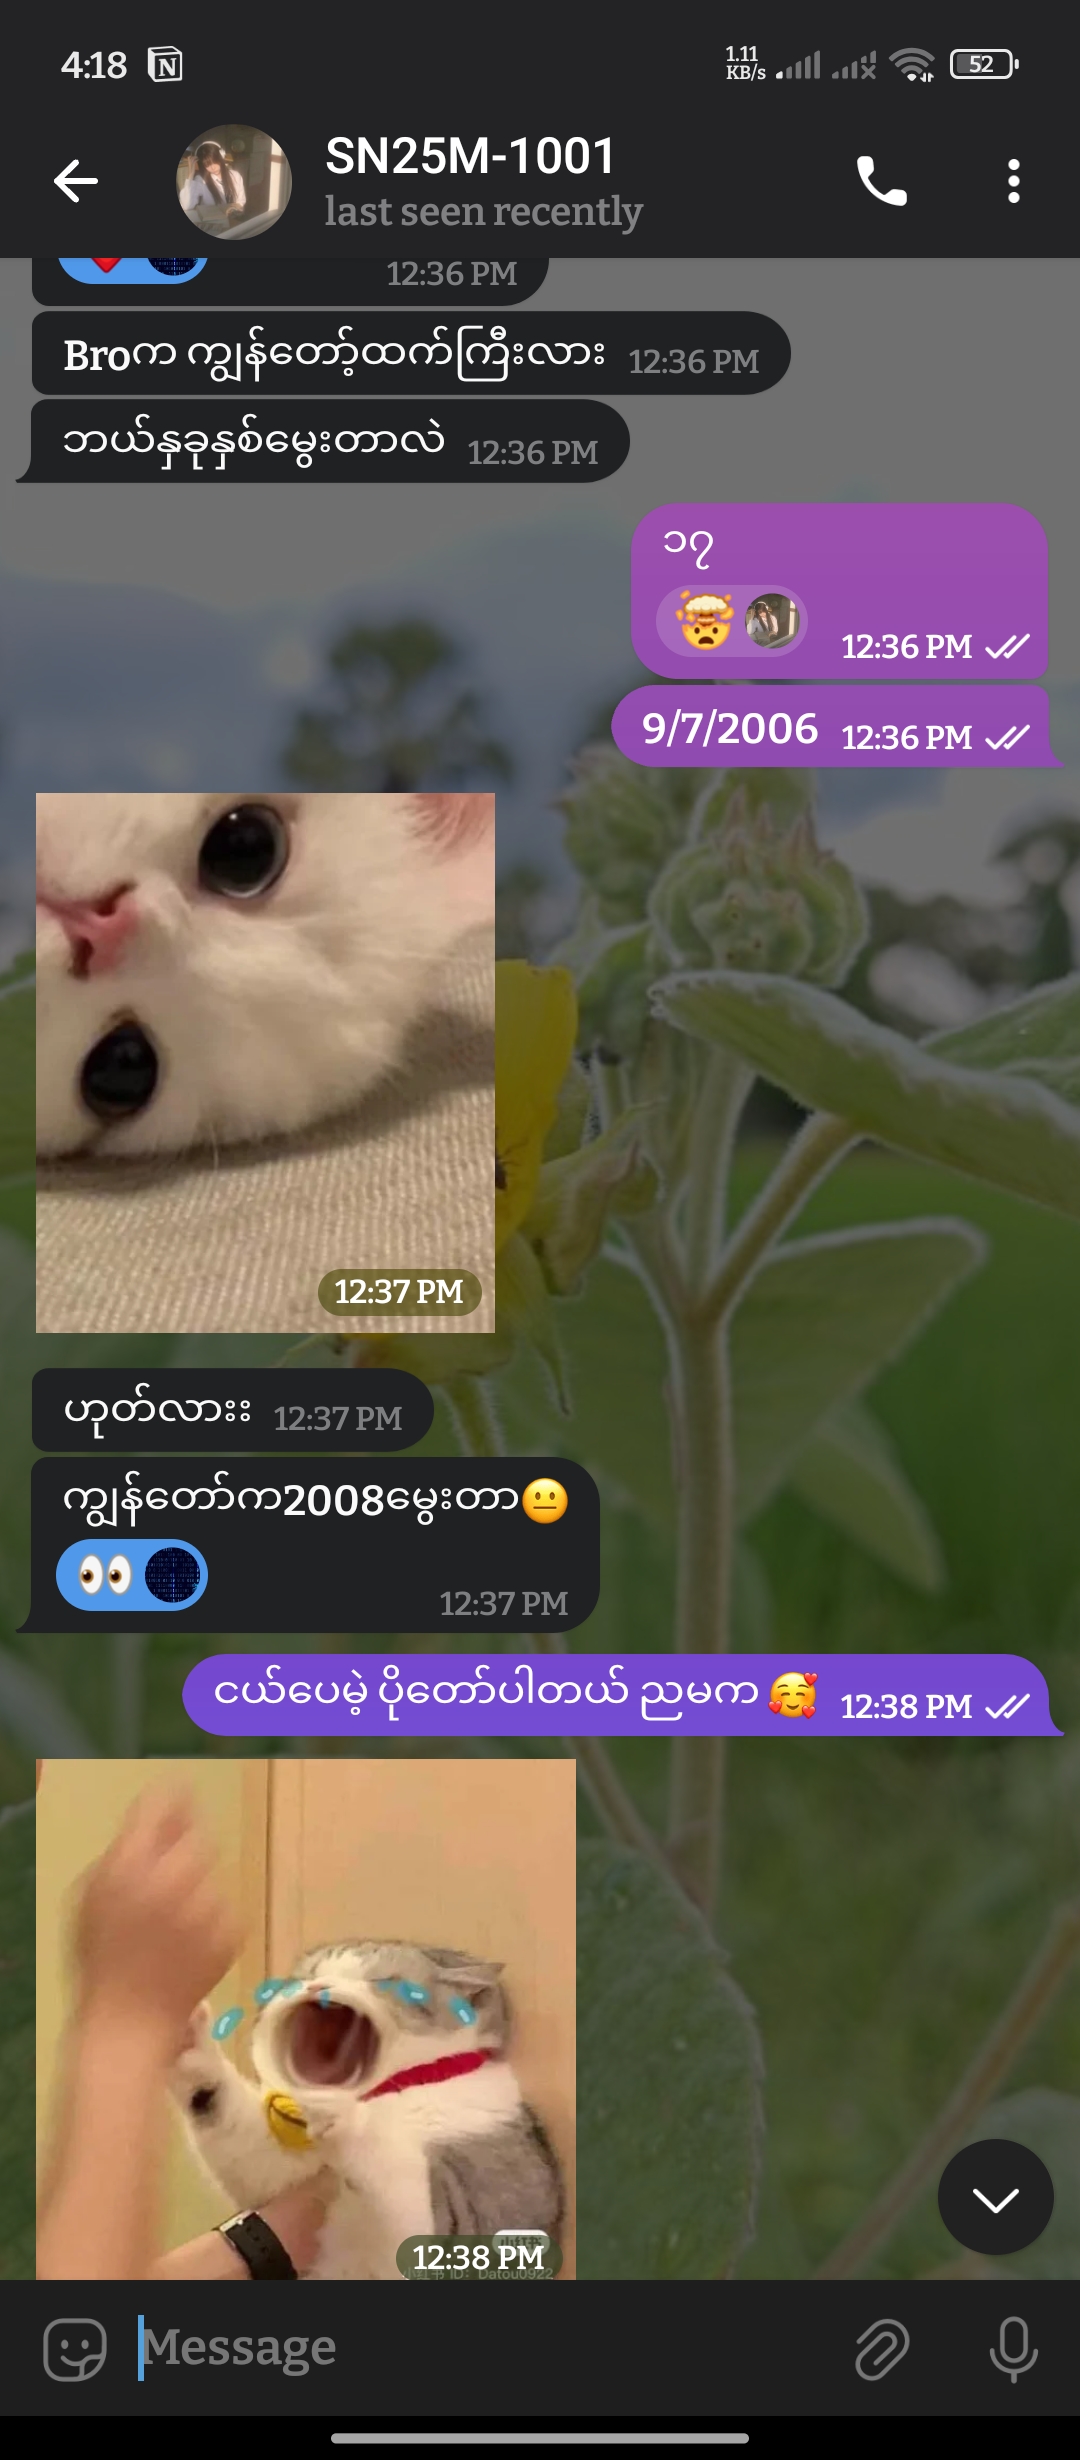 4:18
1.11
KB/s
52
SN25M-1001
last seen recently
12:36 PM
Broက ကျွန်တော့်ထက်ကြီးလား 12:36 PM
ဘယ်နှခုနှစ်မွေးတာလဲ 12:36 PM
၁၇
12:36 PM
9/7/2006 12:36 PM
12:37 PM
ဟုတ်လားး 12:37 PM
ကျွန်တော်က2008မွေးတာ😐
👀
12:37 PM
ငယ်ပေမဲ့ ပိုတော်ပါတယ် ညမက 🥰 12:38 PM
12:38 PM
ID: Datou0922
Message